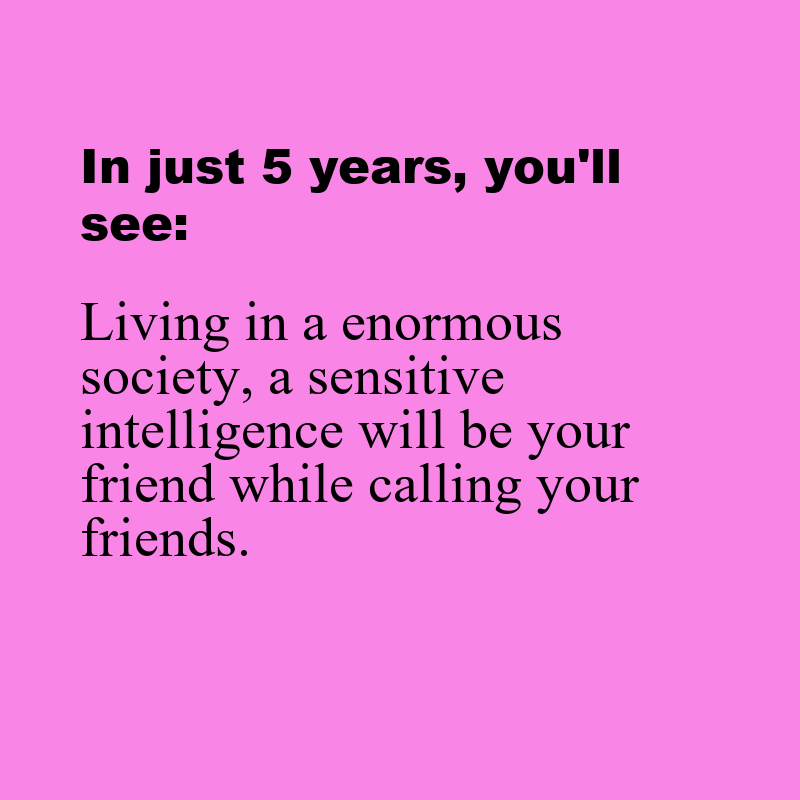 In just 5 years, you'll
see:
Living in a enormous
society, a sensitive
intelligence will be your
friend while calling your
friends.